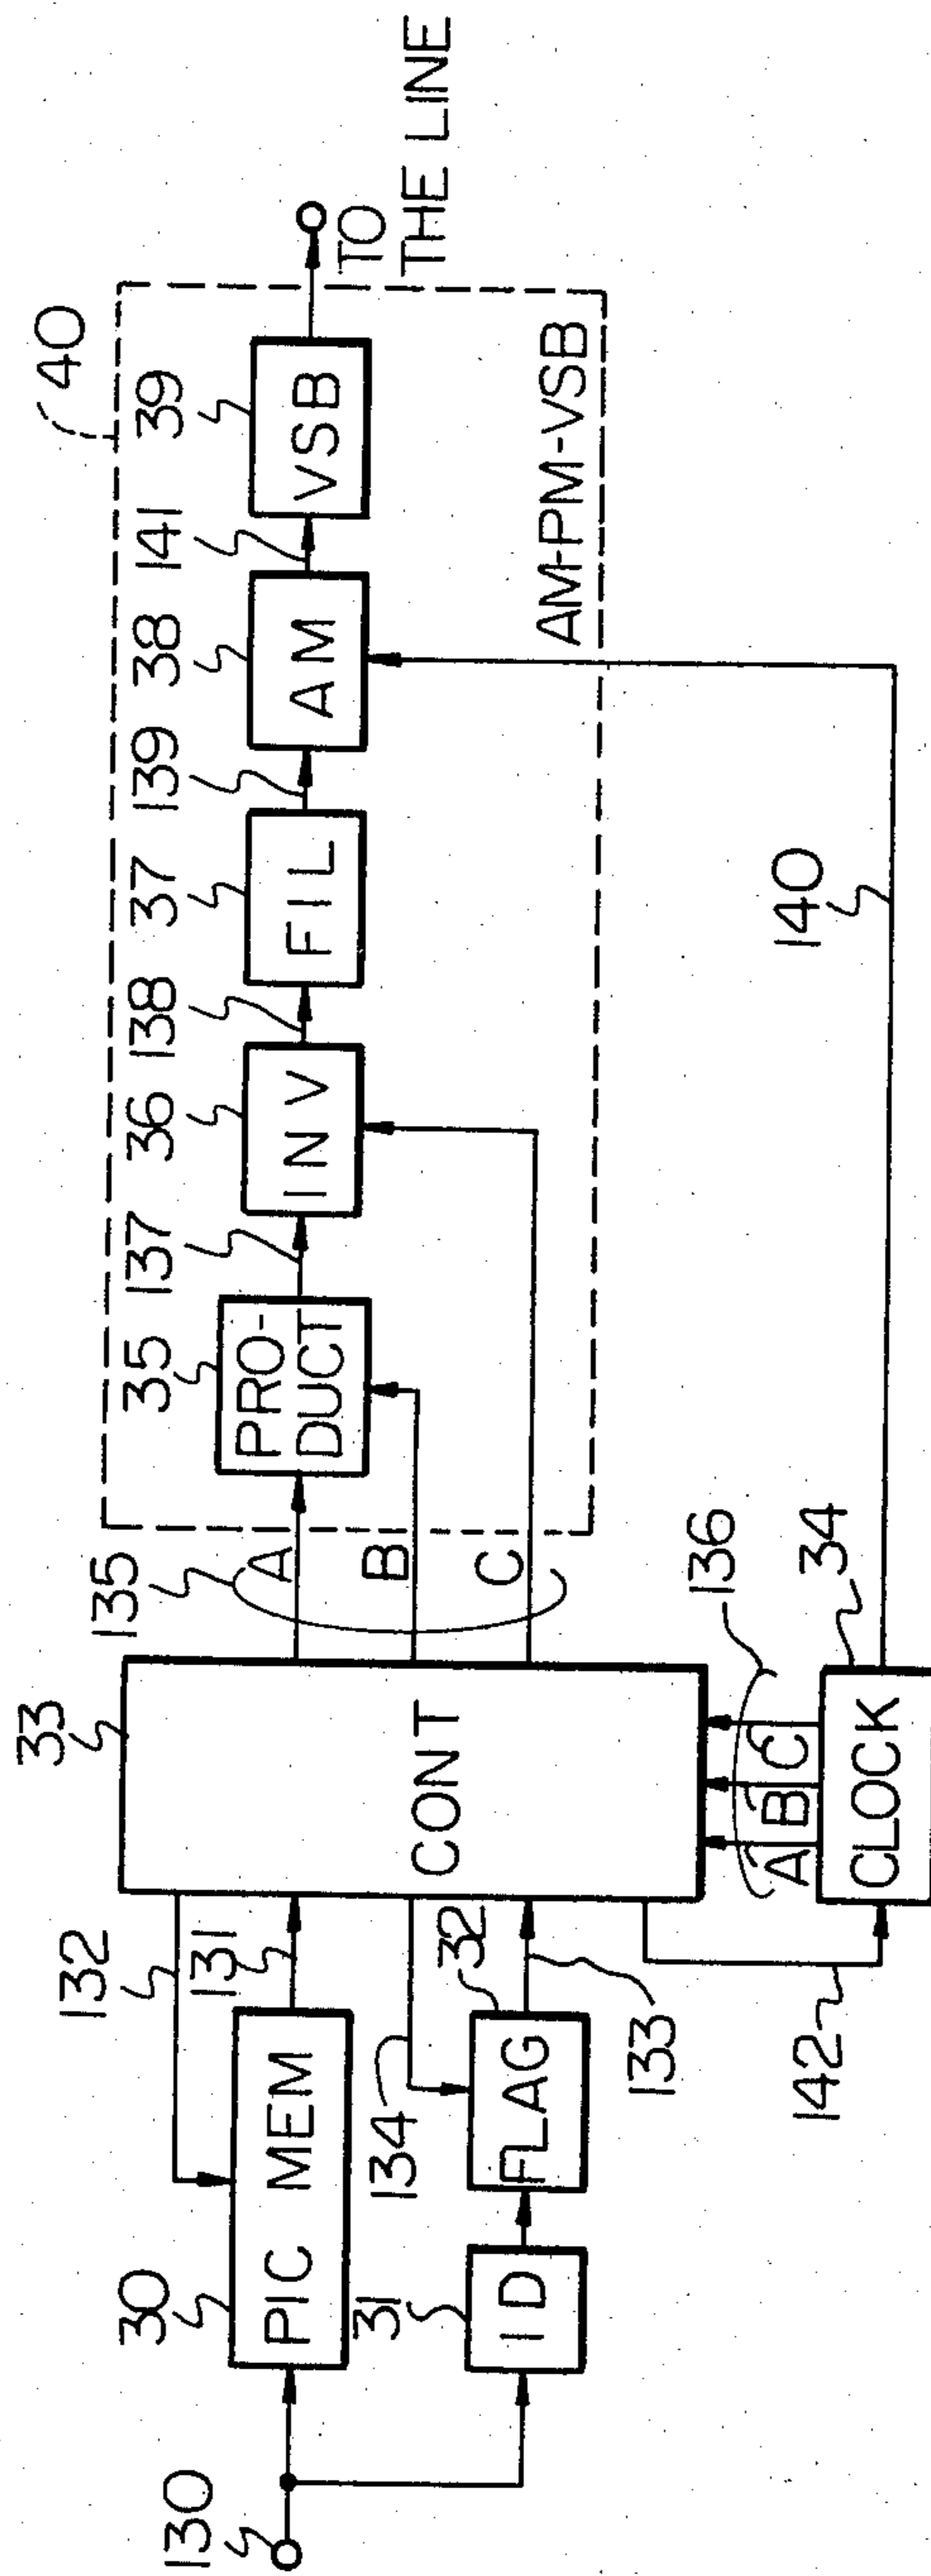 40
135
A
35
PRO-
DUCT
137
36
INV
138
37
FIL
139
38
AM
141
39
VSB
TO
THE LINE
B
C
AM-PM-VSB
33
CONT
132
131
30
PIC MEM
130
134
32
FLAG
133
31
ID
142
A
B
C
136
34
CLOCK
140